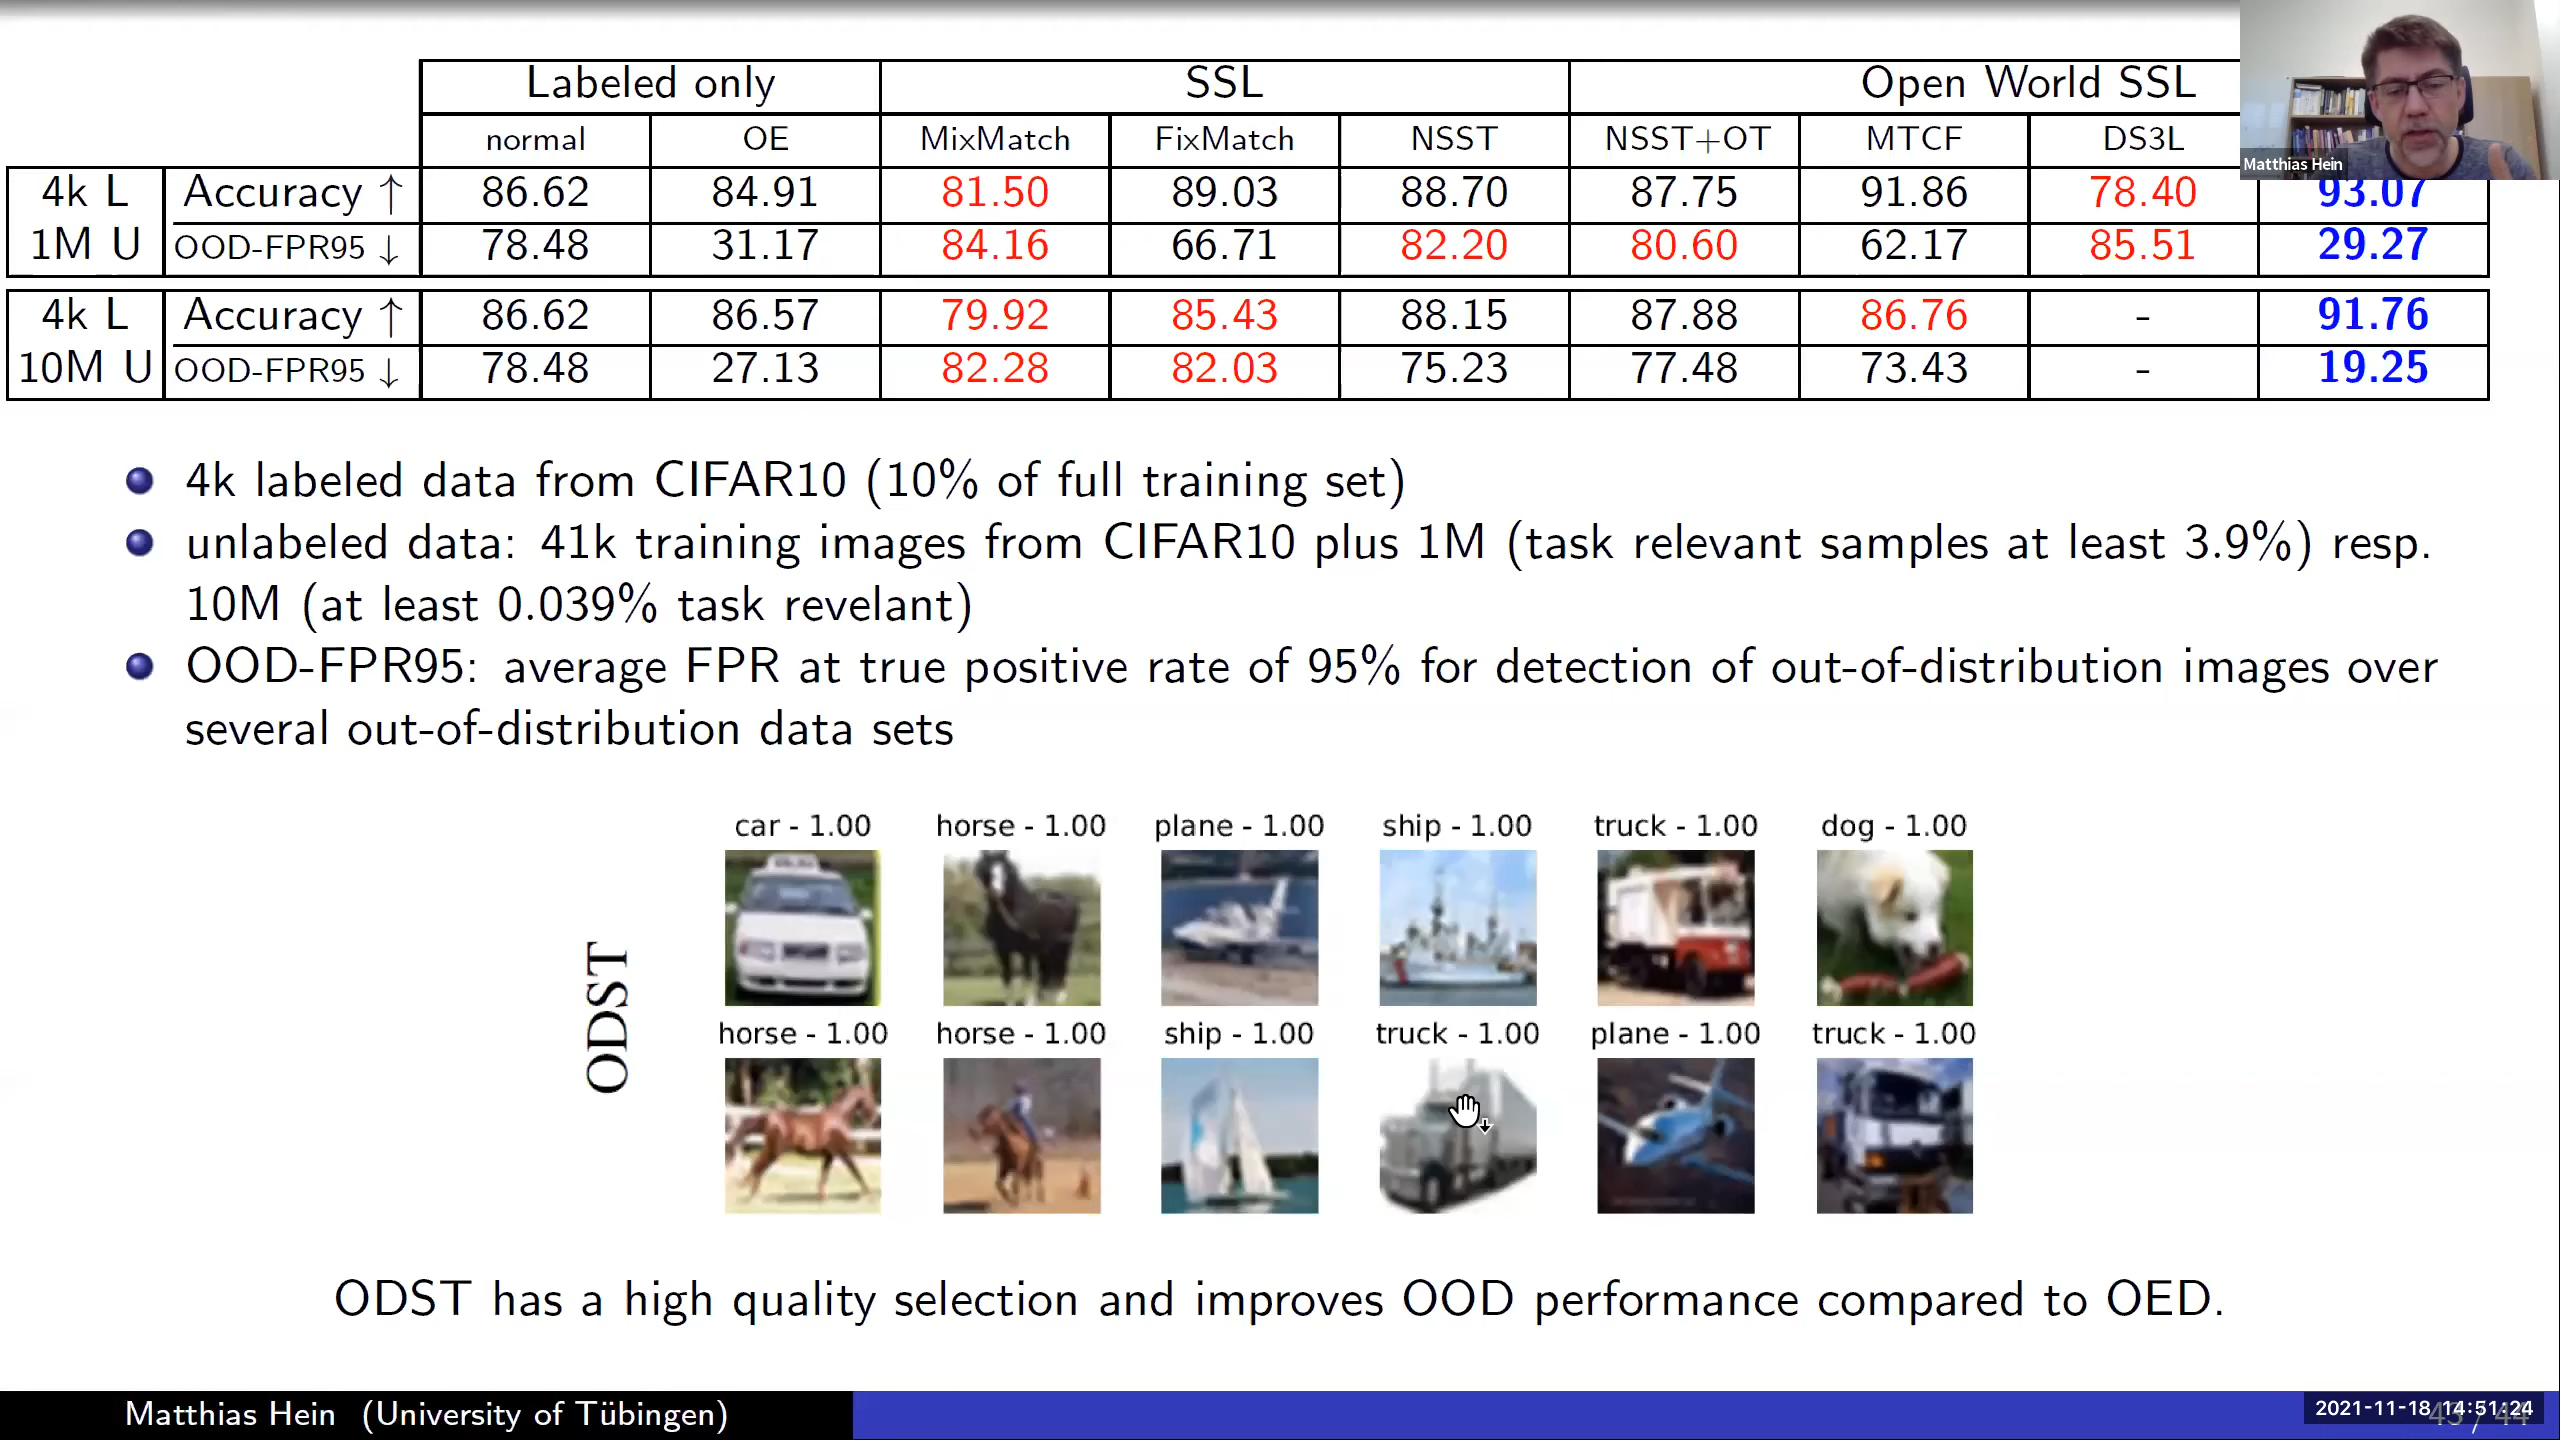 Labeled only SSL Open World SSL
normal OE MixMatch FixMatch NSST NSST+OT MTCF DS3L
4k L Accuracy ↑ 86.62 84.91 81.50 89.03 88.70 87.75 91.86 78.40 93.07
1M U OOD-FPR95 ↓ 78.48 31.17 84.16 66.71 82.20 80.60 62.17 85.51 29.27
4k L Accuracy ↑ 86.62 86.57 79.92 85.43 88.15 87.88 86.76 - 91.76
10M U OOD-FPR95 ↓ 78.48 27.13 82.28 82.03 75.23 77.48 73.43 - 19.25
Matthias Hein
4k labeled data from CIFAR10 (10% of full training set)
unlabeled data: 41k training images from CIFAR10 plus 1M (task relevant samples at least 3.9%) resp.
10M (at least 0.039% task revelant)
OOD-FPR95: average FPR at true positive rate of 95% for detection of out-of-distribution images over
several out-of-distribution data sets
car - 1.00 horse - 1.00 plane - 1.00 ship - 1.00 truck - 1.00 dog - 1.00
ODST
horse - 1.00 horse - 1.00 ship - 1.00 truck - 1.00 plane - 1.00 truck - 1.00
ODST has a high quality selection and improves OOD performance compared to OED.
Matthias Hein (University of Tübingen)
2021-11-18 14:51:24
43 / 44